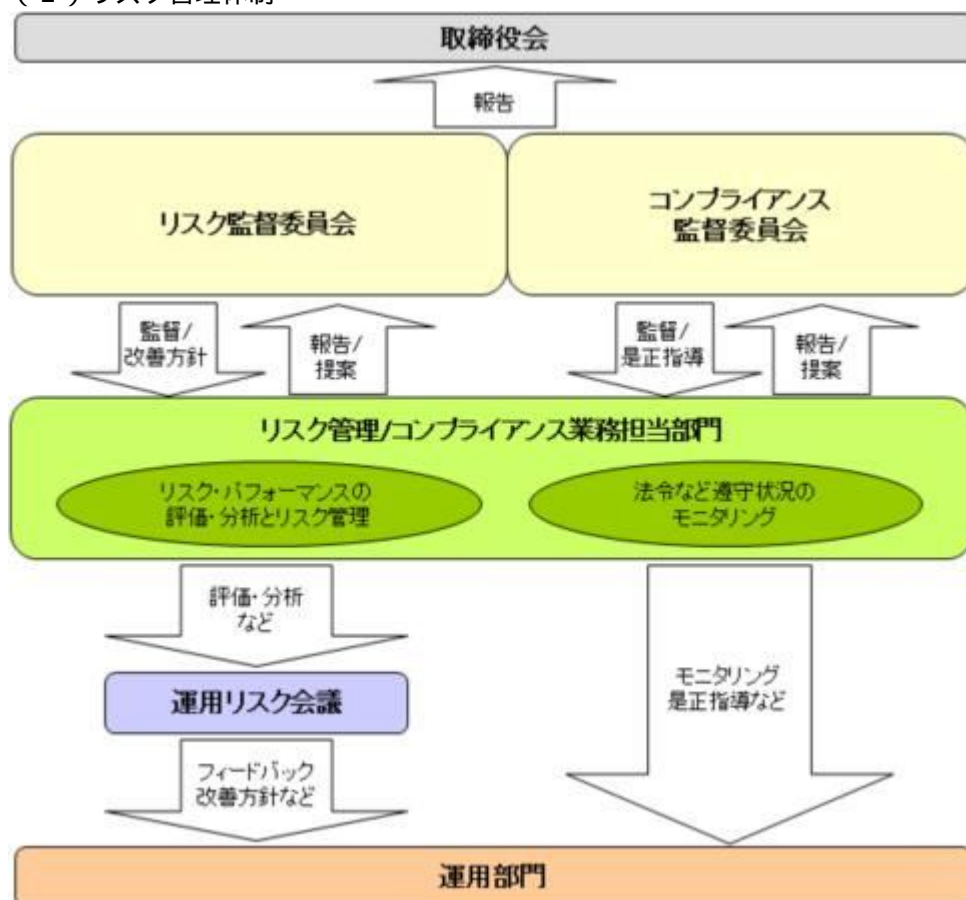 取締役会
報告
リスク監督委員会
コンプライアンス
監督委員会
監督/
改善方針
報告/
提案
監督/
是正指導
報告/
提案
リスク管理/コンプライアンス業務担当部門
リスク・パフォーマンスの
評価・分析とリスク管理
法令など遵守状況の
モニタリング
評価・分析
など
運用リスク会議
モニタリング
是正指導など
フィードバック
改善方針など
運用部門